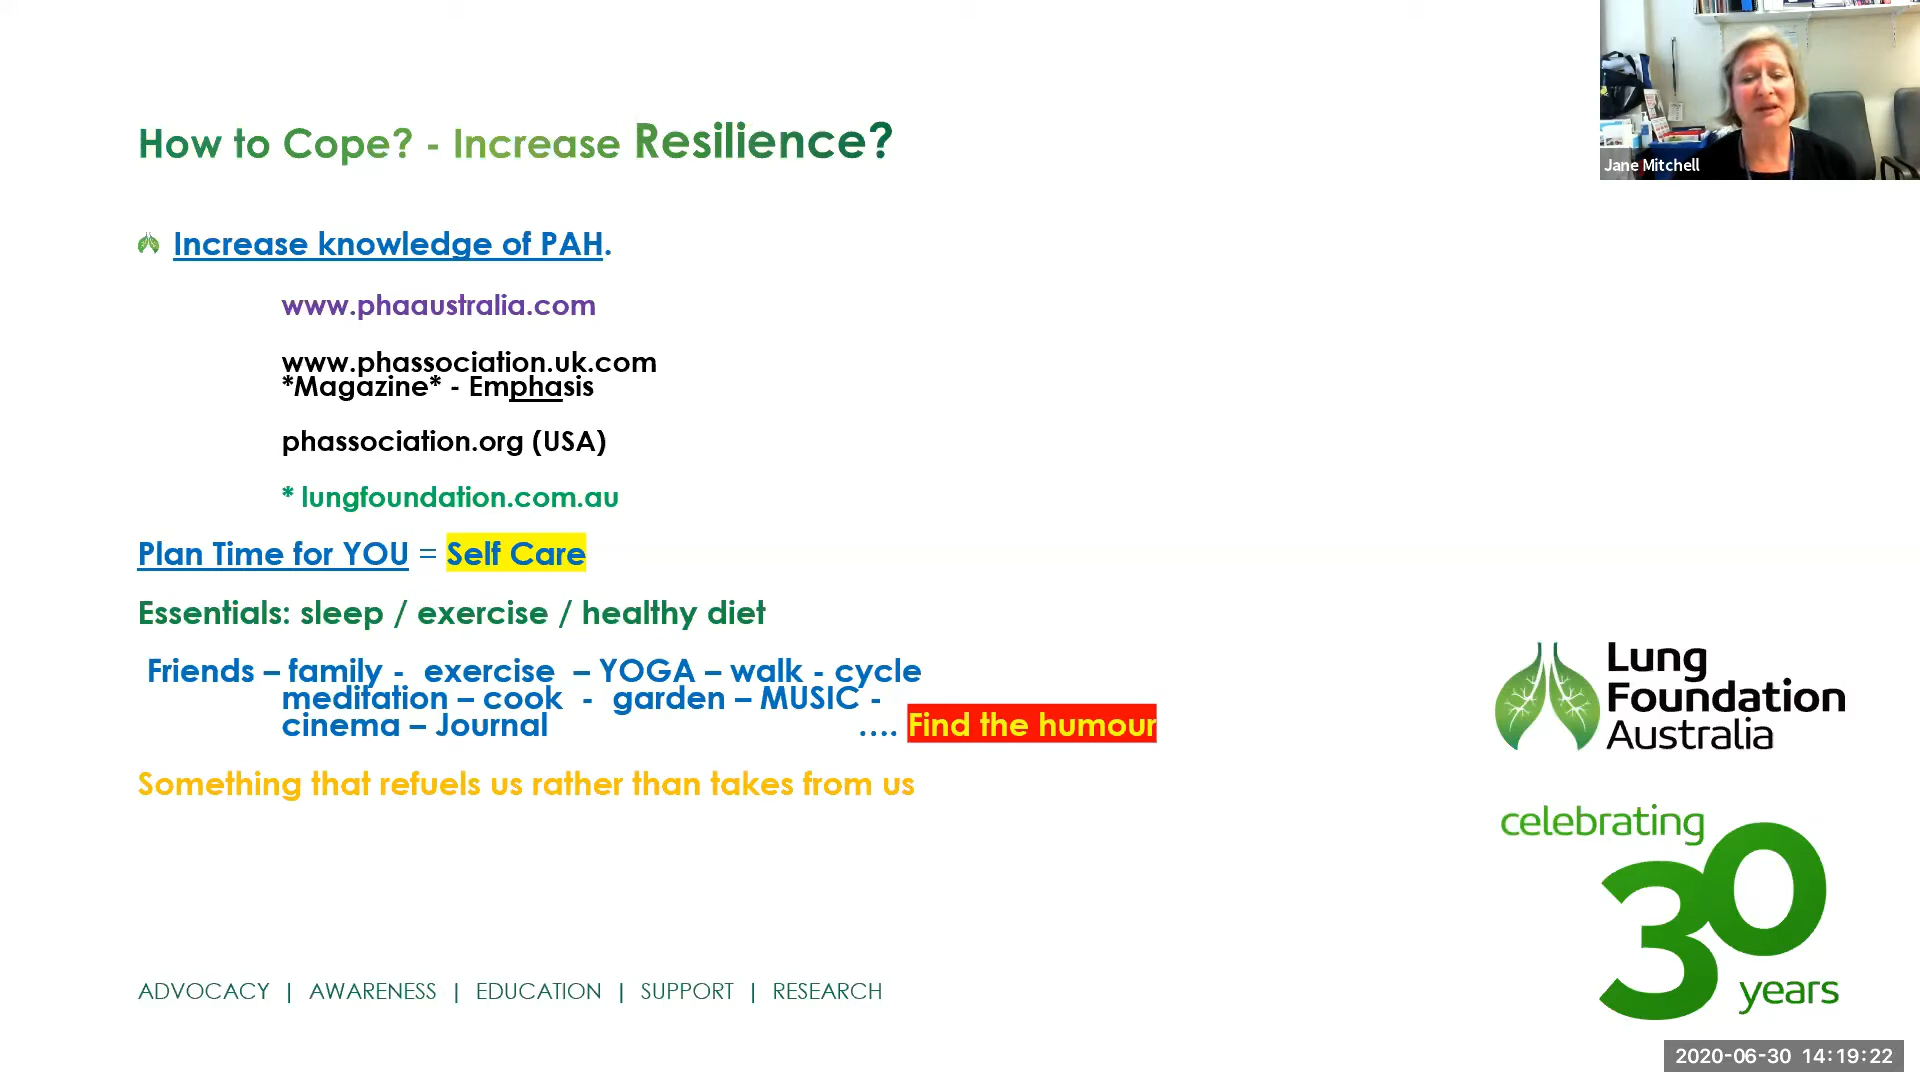 Jane Mitchell
How to Cope? - Increase Resilience?
Increase knowledge of PAH.
www.phaaustralia.com
www.phassociation.uk.com
*Magazine* - Emphasis
phassociation.org (USA)
* lungfoundation.com.au
Plan Time for YOU = Self Care
Essentials: sleep / exercise / healthy diet
Friends – family - exercise – YOGA – walk - cycle
meditation – cook - garden – MUSIC -
cinema – Journal .... Find the humour
Something that refuels us rather than takes from us
Lung
Foundation
Australia
celebrating
30
years
ADVOCACY | AWARENESS | EDUCATION | SUPPORT | RESEARCH
2020-06-30 14:19:22